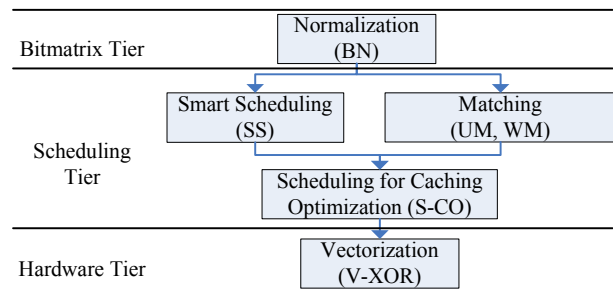 Bitmatrix Tier
Normalization
(BN)
Scheduling
Tier
Smart Scheduling
(SS)
Matching
(UM, WM)
Scheduling for Caching
Optimization (S-CO)
Hardware Tier
Vectorization
(V-XOR)